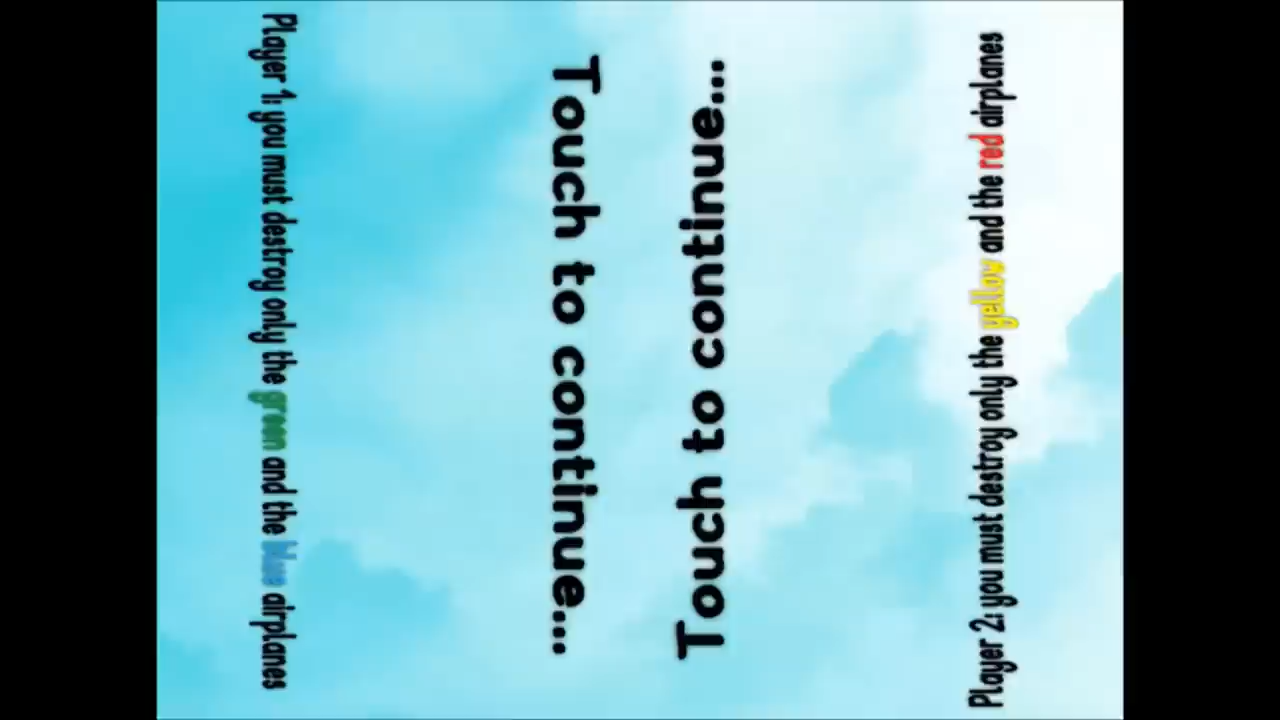 Player 1: you must destroy only the green and the blue airplanes
Touch to continue...
Touch to continue...
Player 2: you must destroy only the yellow and the red airplanes